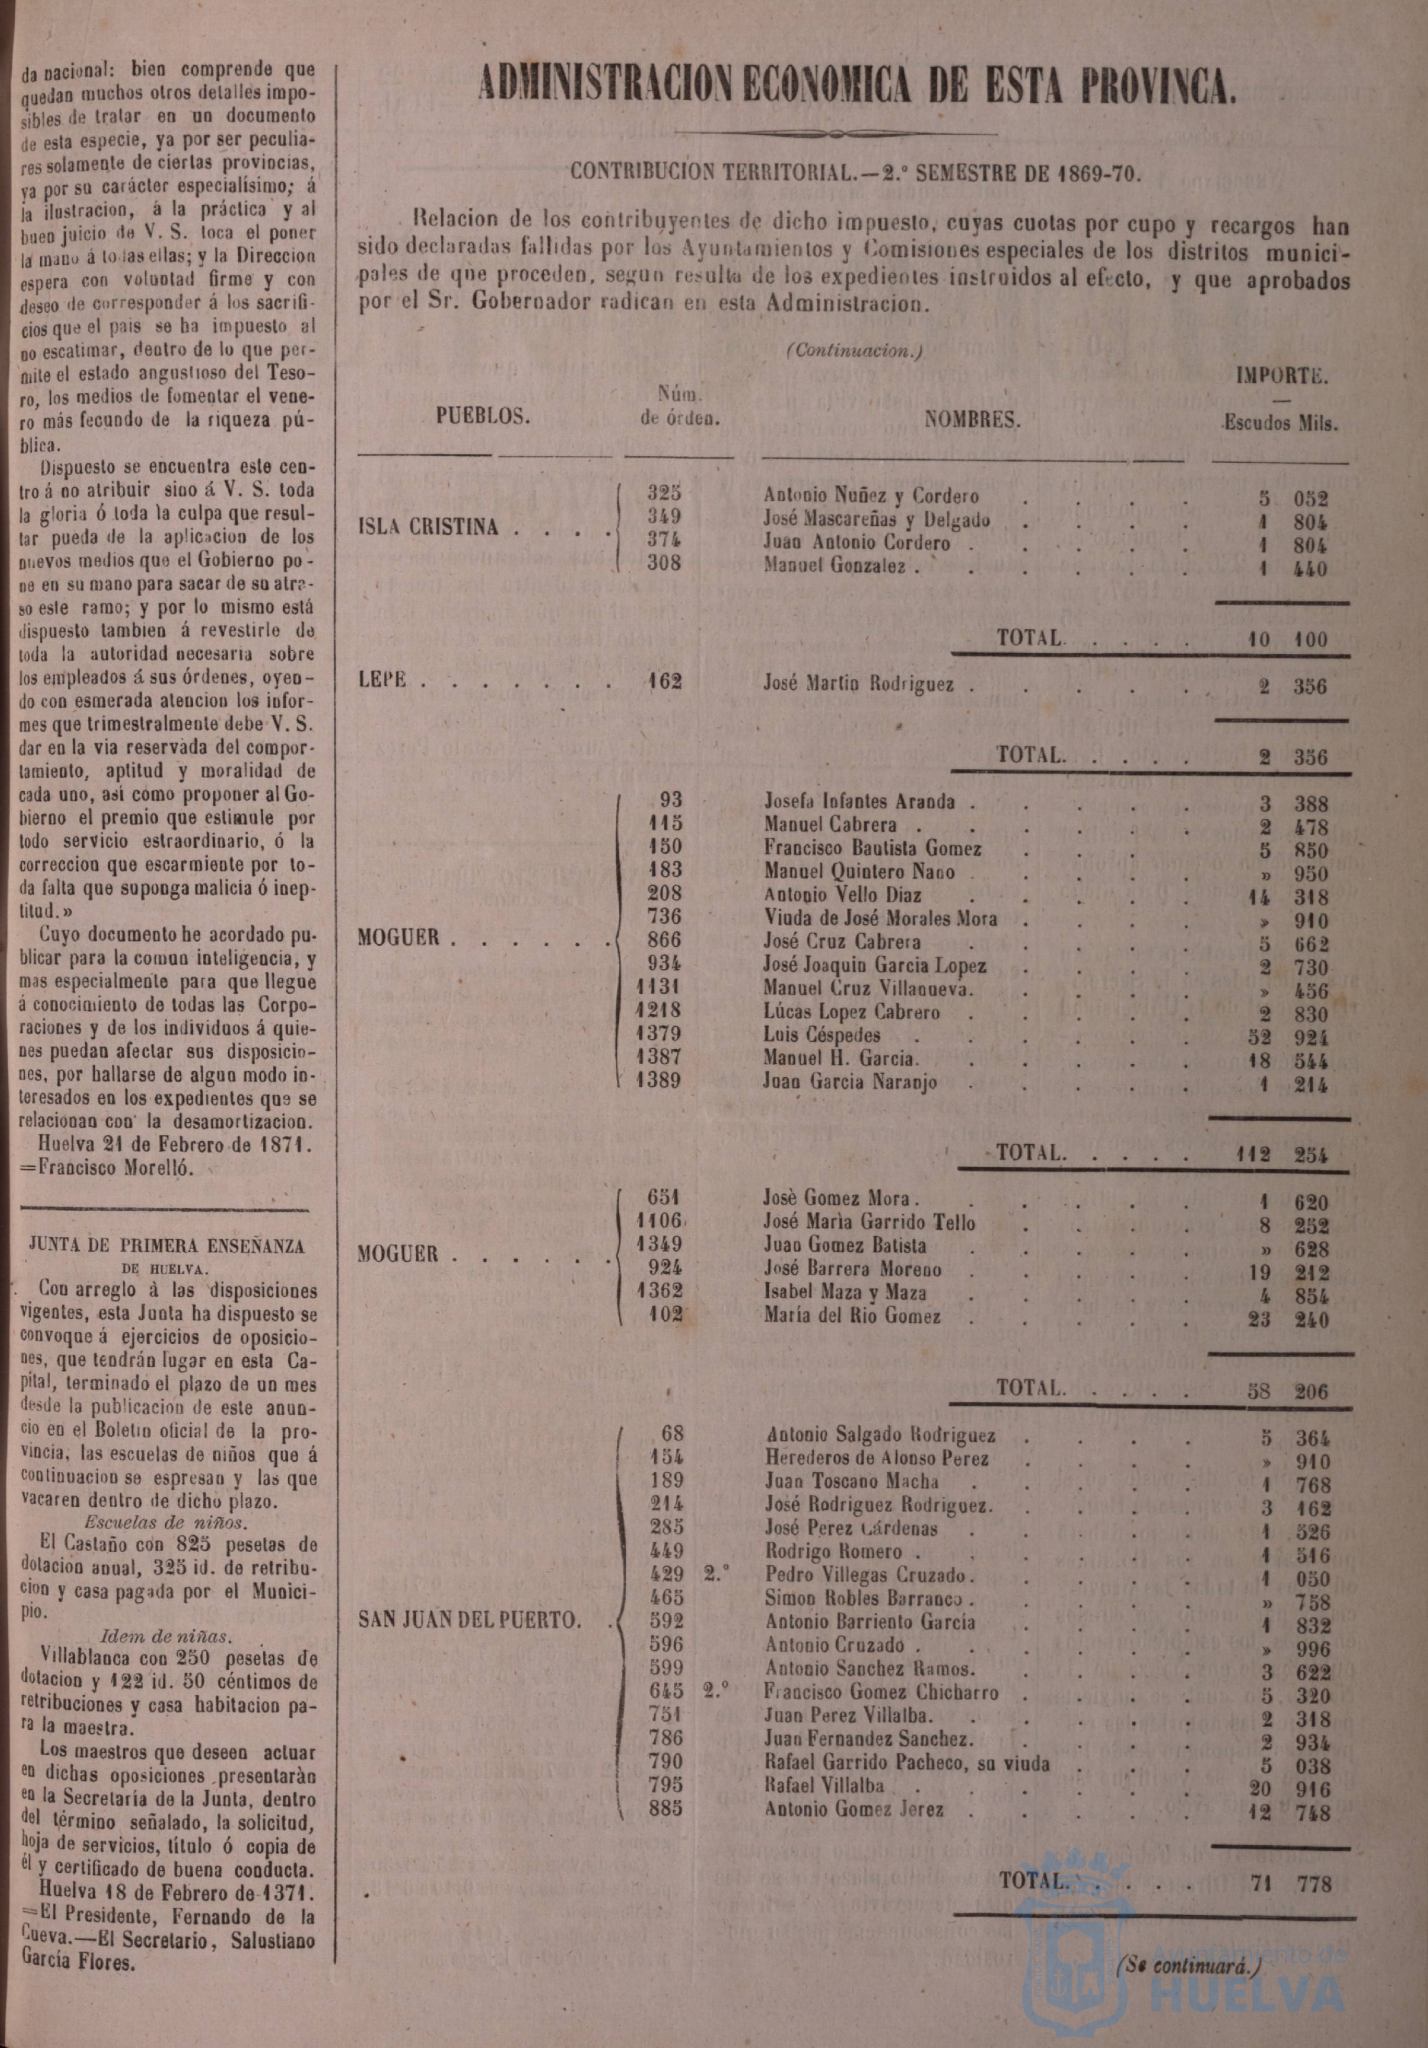 da nacional: bien comprende que
quedan muchos otros detalles impo-
sibles de tratar en un documento
de esta especie, ya por ser peculia-
res solamente de ciertas provincias,
ya por su carácter especialísimo; á
la ilustracion, á la práctica y al
buen juicio de V. S. toca el poner
la mano á todas ellas; y la Direccion
espera con voluntad firme y con
deseo de corresponder á los sacrifi-
cios que el pais se ha impuesto al
no escatimar, dentro de lo que per-
mite el estado angustioso del Teso-
ro, los medios de fomentar el vene-
ro más fecundo de la riqueza pú-
blica.
Dispuesto se encuentra este cen-
tro á no atribuir sino á V. S. toda
la gloria ó toda la culpa que resul-
tar pueda de la aplicacion de los
nuevos medios que el Gobierno po-
ne en su mano para sacar de su atra-
so este ramo; y por lo mismo está
dispuesto tambien á revestirle de
toda la autoridad necesaria sobre
los empleados á sus órdenes, oyen-
do con esmerada atencion los infor-
mes que trimestralmente debe V. S.
dar en la via reservada del compor-
tamiento, aptitud y moralidad de
cada uno, así como proponer al Go-
bierno el premio que estimule por
todo servicio estraordinario, ó la
correccion que escarmiente por to-
da falta que suponga malicia ó inep-
titud.»
Cuyo documento he acordado pu-
blicar para la comun inteligencia, y
mas especialmente para que llegue
á conocimiento de todas las Corpo-
raciones y de los individuos á quie-
nes puedan afectar sus disposicio-
nes, por hallarse de algun modo in-
teresados en los expedientes que se
relacionan con la desamortizacion.
Huelva 21 de Febrero de 1871.
=Francisco Morelló.
JUNTA DE PRIMERA ENSEÑANZA
DE HUELVA.
Con arreglo à las disposiciones
vigentes, esta Junta ha dispuesto se
convoque á ejercicios de oposicio-
nes, que tendrán lugar en esta Ca-
pital, terminado el plazo de un mes
desde la publicacion de este anun-
cio en el Boletin oficial de la pro-
vincia, las escuelas de niños que á
continuacion se espresan y las que
vacaren dentro de dicho plazo.
Escuelas de niños.
El Castaño con 825 pesetas de
dotacion anual, 325 id. de retribu-
cion y casa pagada por el Munici-
pio.
Idem de niñas.
Villablanca con 250 pesetas de
dotacion y 122 id. 50 céntimos de
retribuciones y casa habitacion pa-
ra la maestra.
Los maestros que deseen actuar
en dichas oposiciones presentaràn
en la Secretaría de la Junta, dentro
del término señalado, la solicitud,
hoja de servicios, título ó copia de
él y certificado de buena conducta.
Huelva 18 de Febrero de 1371.
=El Presidente, Fernando de la
Cueva.—El Secretario, Salustiano
García Flores.
ADMINISTRACION ECONOMICA DE ESTA PROVINCA.
CONTRIBUCION TERRITORIAL.—2.º SEMESTRE DE 1869-70.
Relacion de los contribuyentes de dicho impuesto, cuyas cuotas por cupo y recargos han
sido declaradas fallidas por los Ayuntamientos y Comisiones especiales de los distritos munici-
pales de que proceden, segun resulta de los expedientes instruidos al efecto, y que aprobados
por el Sr. Gobernador radican en esta Administracion.
(Continuacion.)
PUEBLOS. Núm. de órden. NOMBRES. IMPORTE. Escudos Mils.
325 Antonio Nuñez y Cordero . . . . 5 052
349 José Mascareñas y Delgado . . . . 1 804
ISLA CRISTINA . . . .
374 Juan Antonio Cordero . . . . . 1 804
308 Manuel Gonzalez . . . . . . 1 440
TOTAL. . . . . 10 100
LEPE . . . . . . . 162 José Martin Rodriguez . . . . . 2 356
TOTAL. . . . . 2 356
93 Josefa Infantes Aranda . . . . . 3 388
115 Manuel Cabrera . . . . . . 2 478
150 Francisco Bautista Gomez . . . . 5 850
183 Manuel Quintero Nano . . . . . » 950
208 Antonio Vello Diaz . . . . . 14 318
736 Viuda de José Morales Mora . . . . » 910
MOGUER . . . . . . . 866 José Cruz Cabrera . . . . . 5 662
934 José Joaquin Garcia Lopez . . . . 2 730
1131 Manuel Cruz Villanueva. . . . . » 456
1218 Lúcas Lopez Cabrero . . . . . 2 830
1379 Luis Céspedes . . . . . . 52 924
1387 Manuel H. Garcia. . . . . . 18 544
1389 Juan Garcia Naranjo . . . . . 1 214
TOTAL. . . . . 112 254
651 Josè Gomez Mora . . . . . . 1 620
1106 José Marìa Garrido Tello . . . . 8 252
1349 Juan Gomez Batista . . . . . » 628
MOGUER . . . . . .
924 José Barrera Moreno . . . . . 19 212
1362 Isabel Maza y Maza . . . . . 4 854
102 María del Rio Gomez . . . . . 23 240
TOTAL. . . . . 58 206
68 Antonio Salgado Rodriguez . . . . 5 364
154 Herederos de Alonso Perez . . . . » 910
189 Juan Toscano Macha . . . . . 1 768
214 José Rodriguez Rodriguez. . . . . 3 162
285 José Perez Cárdenas . . . . . 1 526
449 Rodrigo Romero . . . . . . 1 516
429 2.º Pedro Villegas Cruzado . . . . . 1 050
465 Simon Robles Barranco . . . . . » 758
SAN JUAN DEL PUERTO. . 592 Antonio Barriento García . . . . 1 832
596 Antonio Cruzado . . . . . . » 996
599 Antonio Sanchez Ramos. . . . . 3 622
645 2.º Francisco Gomez Chicharro . . . . 5 320
751 Juan Perez Villalba. . . . . . 2 318
786 Juan Fernandez Sanchez. . . . . 2 934
790 Rafael Garrido Pacheco, su viuda . . . 5 038
795 Rafael Villalba . . . . . . 20 916
885 Antonio Gomez Jerez . . . . . 12 748
TOTAL. . . . . 71 778
(Se continuará.)
Ayuntamiento de
HUELVA